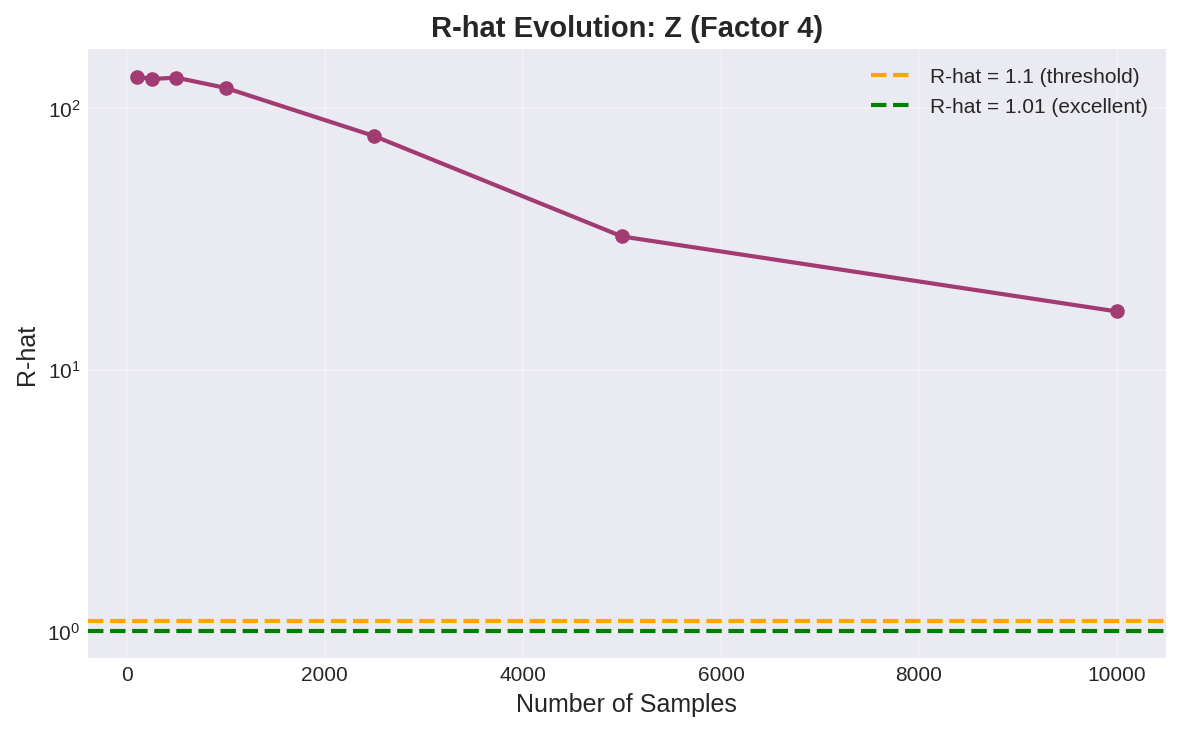 R-hat Evolution: Z (Factor 4)
R-hat = 1.1 (threshold)
R-hat = 1.01 (excellent)
10²
10¹
10⁰
R-hat
0 2000 4000 6000 8000 10000
Number of Samples